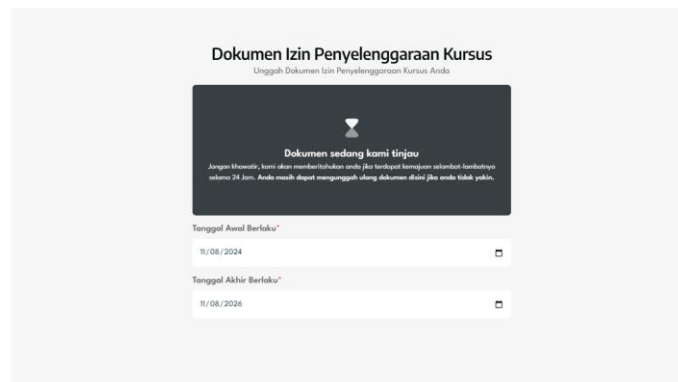 Dokumen Izin Penyelenggaraan Kursus
Unggah Dokumen Izin Penyelenggaraan Kursus Anda
Dokumen sedang kami tinjau
Jangan khawatir, kami akan memberitahukan anda jika terdapat kemajuan selambat-lambatnya
selama 24 Jam. Anda masih dapat mengunggah ulang dokumen disini jika anda tidak yakin.
Tanggal Awal Berlaku*
11/08/2024
Tanggal Akhir Berlaku*
11/08/2026